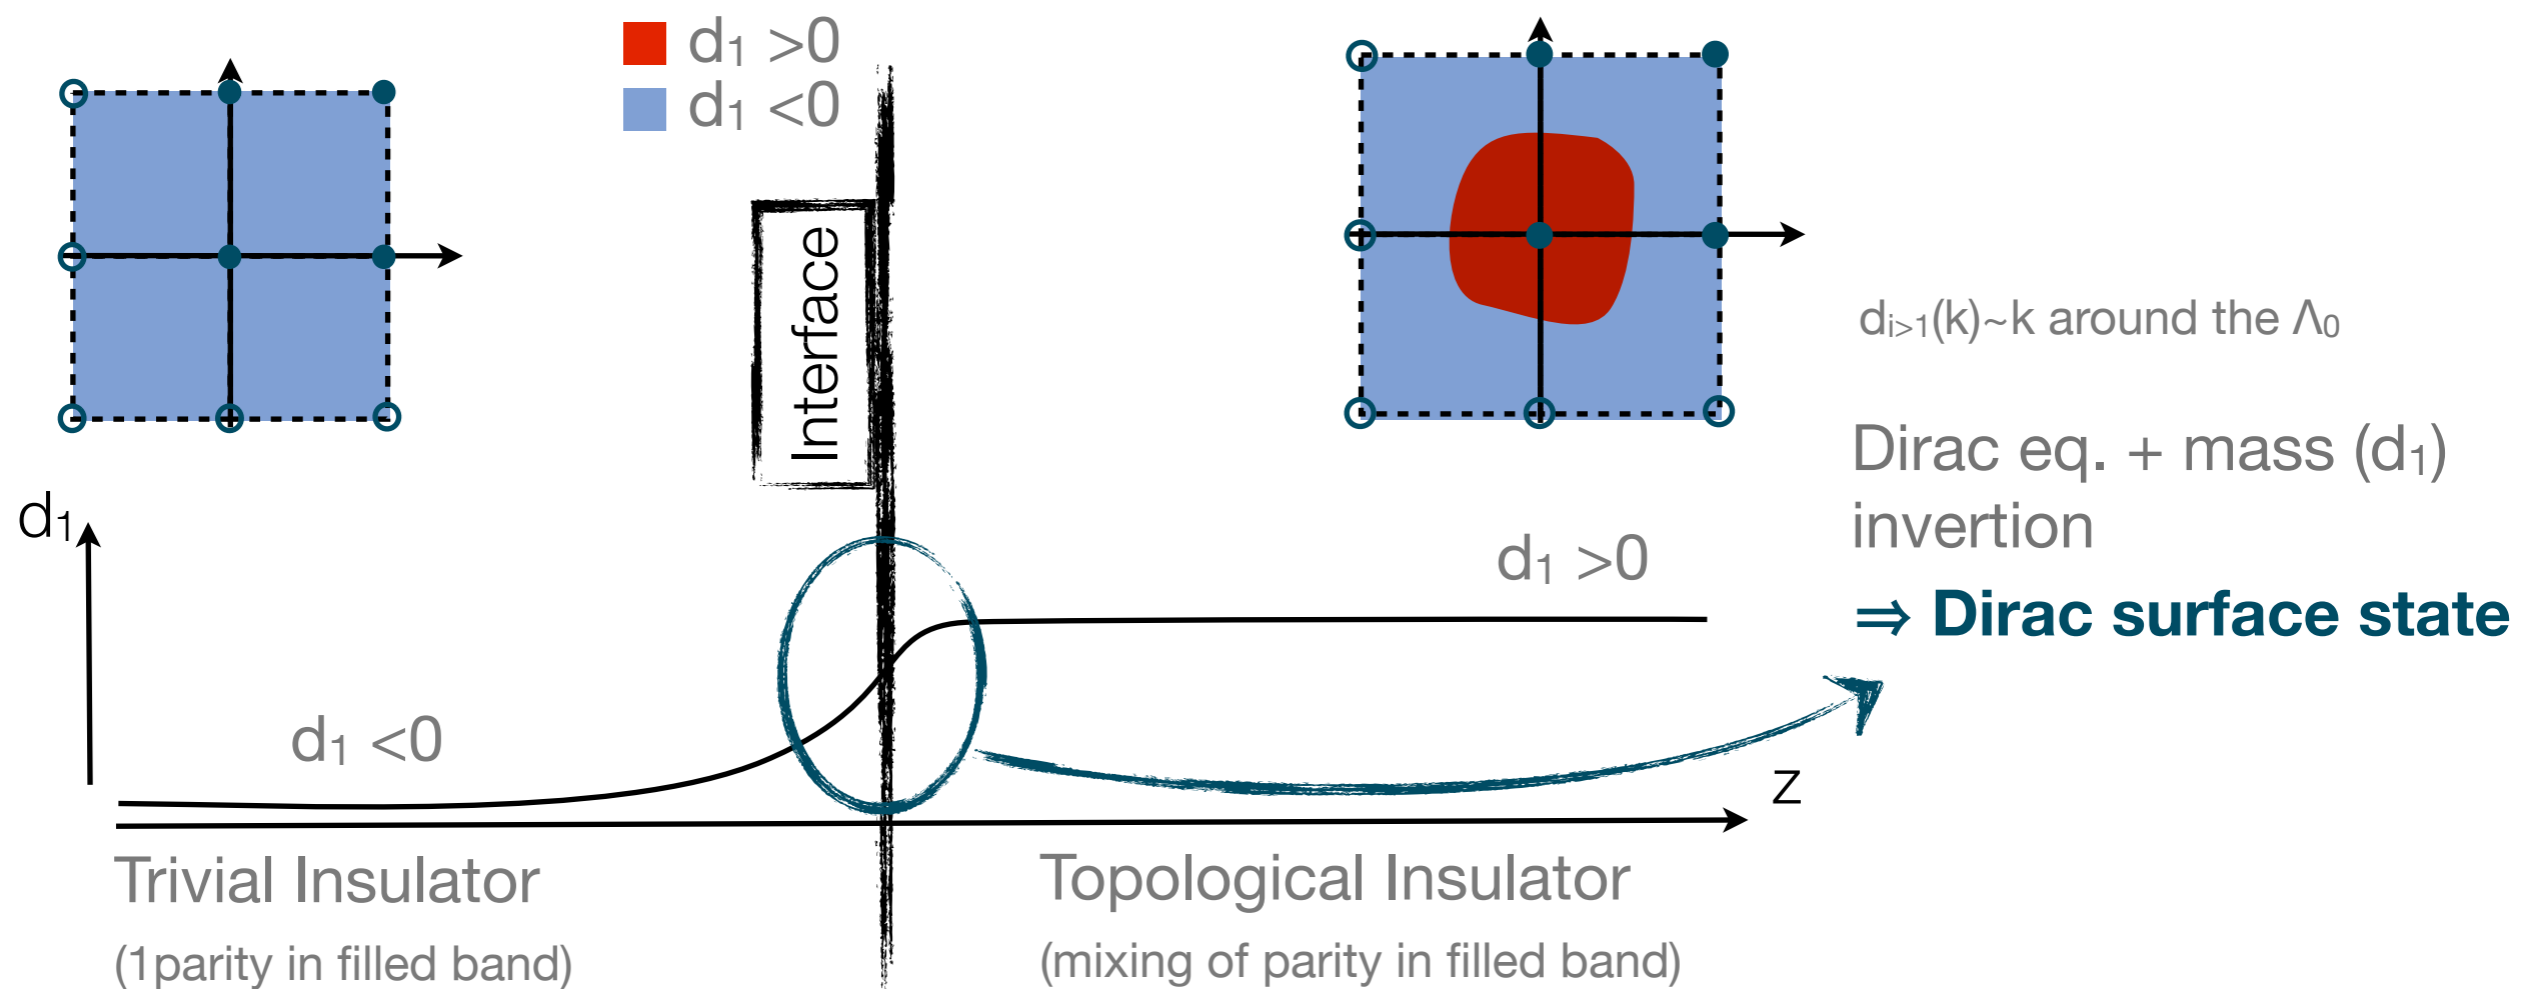 d₁ >0
d₁ <0
Interface
dᵢ>₁(k)~k around the Λ₀
Dirac eq. + mass (d₁)
invertion
⇒ Dirac surface state
d₁
d₁ >0
d₁ <0
z
Trivial Insulator
(1parity in filled band)
Topological Insulator
(mixing of parity in filled band)